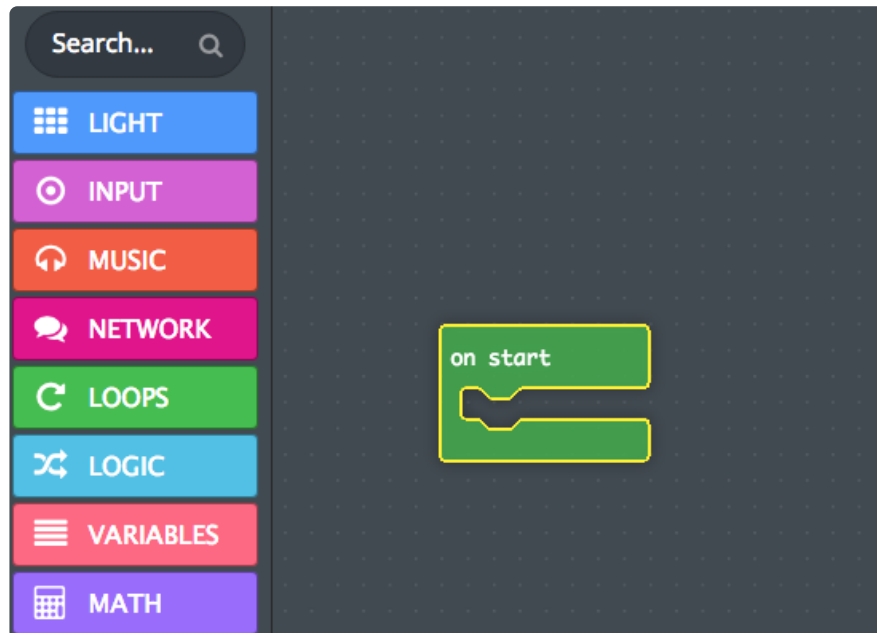 Search...
LIGHT
INPUT
MUSIC
NETWORK
LOOPS
LOGIC
VARIABLES
MATH
on start